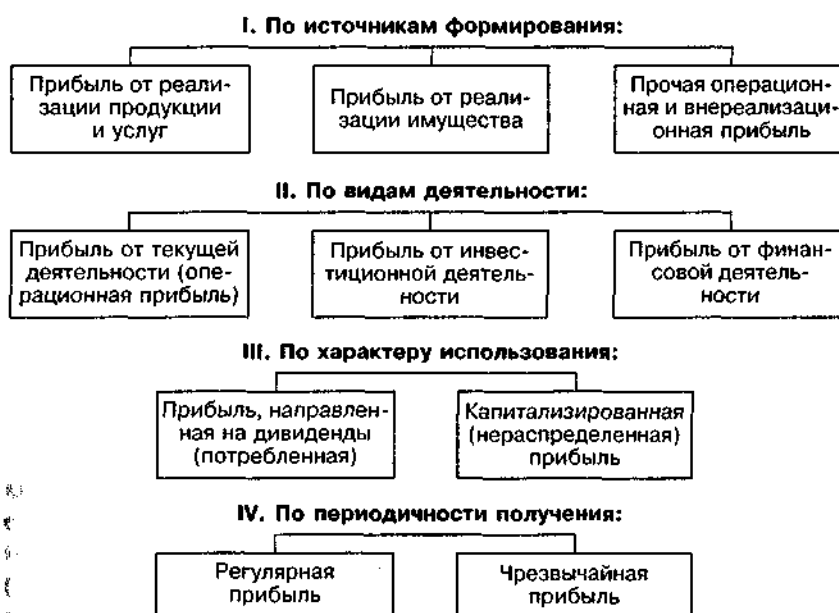 I. По источникам формирования:
Прибыль от реали-
зации продукции
и услуг
Прибыль от реали-
зации имущества
Прочая операцион-
ная и внереализаци-
онная прибыль
II. По видам деятельности:
Прибыль от текущей
деятельности (опе-
рационная прибыль)
Прибыль от инвес-
тиционной деятель-
ности
Прибыль от финан-
совой деятель-
ности
III. По характеру использования:
Прибыль, направлен-
ная на дивиденды
(потребленная)
Капитализированная
(нераспределенная)
прибыль
IV. По периодичности получения:
Регулярная
прибыль
Чрезвычайная
прибыль